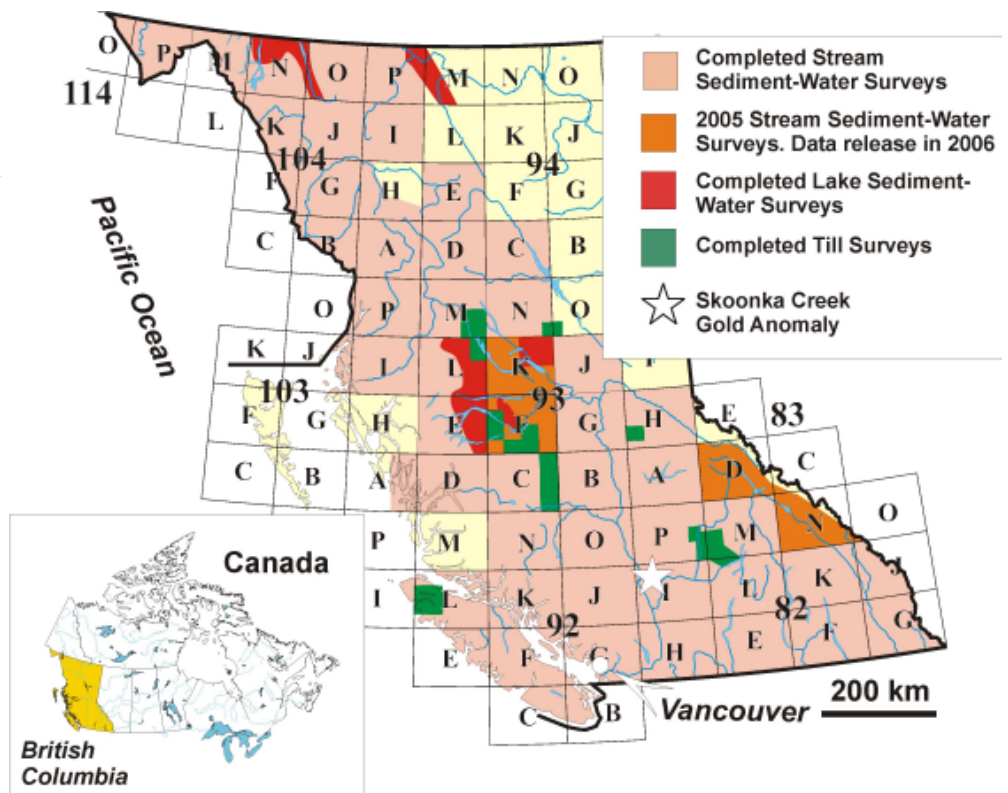 O P M N O P M N O
114
L K J I L K J
104 94
F G H E F G
C B A D C B
Pacific Ocean
O P M N O
K J I L K J
103 93
F G H E F G H E 83
C B A D C B A D C
P M N O P M N O
I L K J I L K J
92 82
E F G H E F G
C B
Vancouver
200 km
Completed Stream
Sediment-Water Surveys
2005 Stream Sediment-Water
Surveys. Data release in 2006
Completed Lake Sediment-
Water Surveys
Completed Till Surveys
Skoonka Creek
Gold Anomaly
Canada
British
Columbia